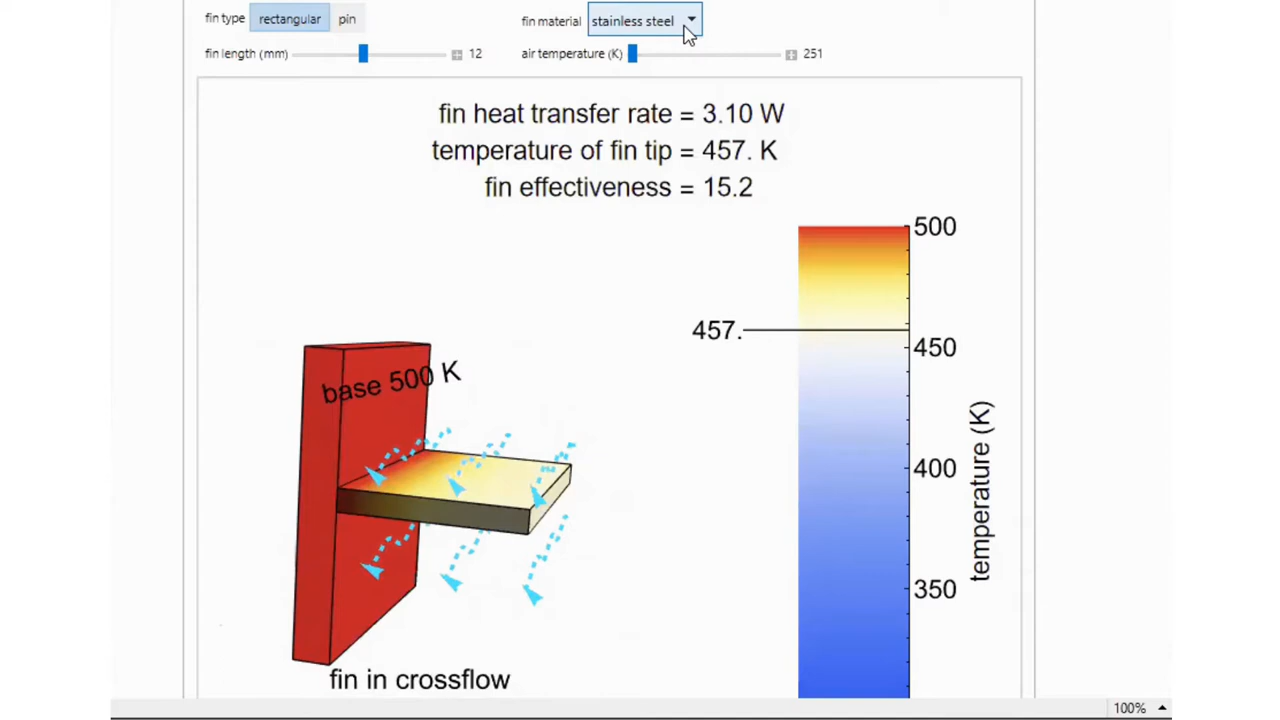 fin type rectangular pin fin material stainless steel
fin length (mm) 12 air temperature (K) 251
fin heat transfer rate = 3.10 W
temperature of fin tip = 457. K
fin effectiveness = 15.2
500
457.
450
base 500 K
400
temperature (K)
350
fin in crossflow
100%